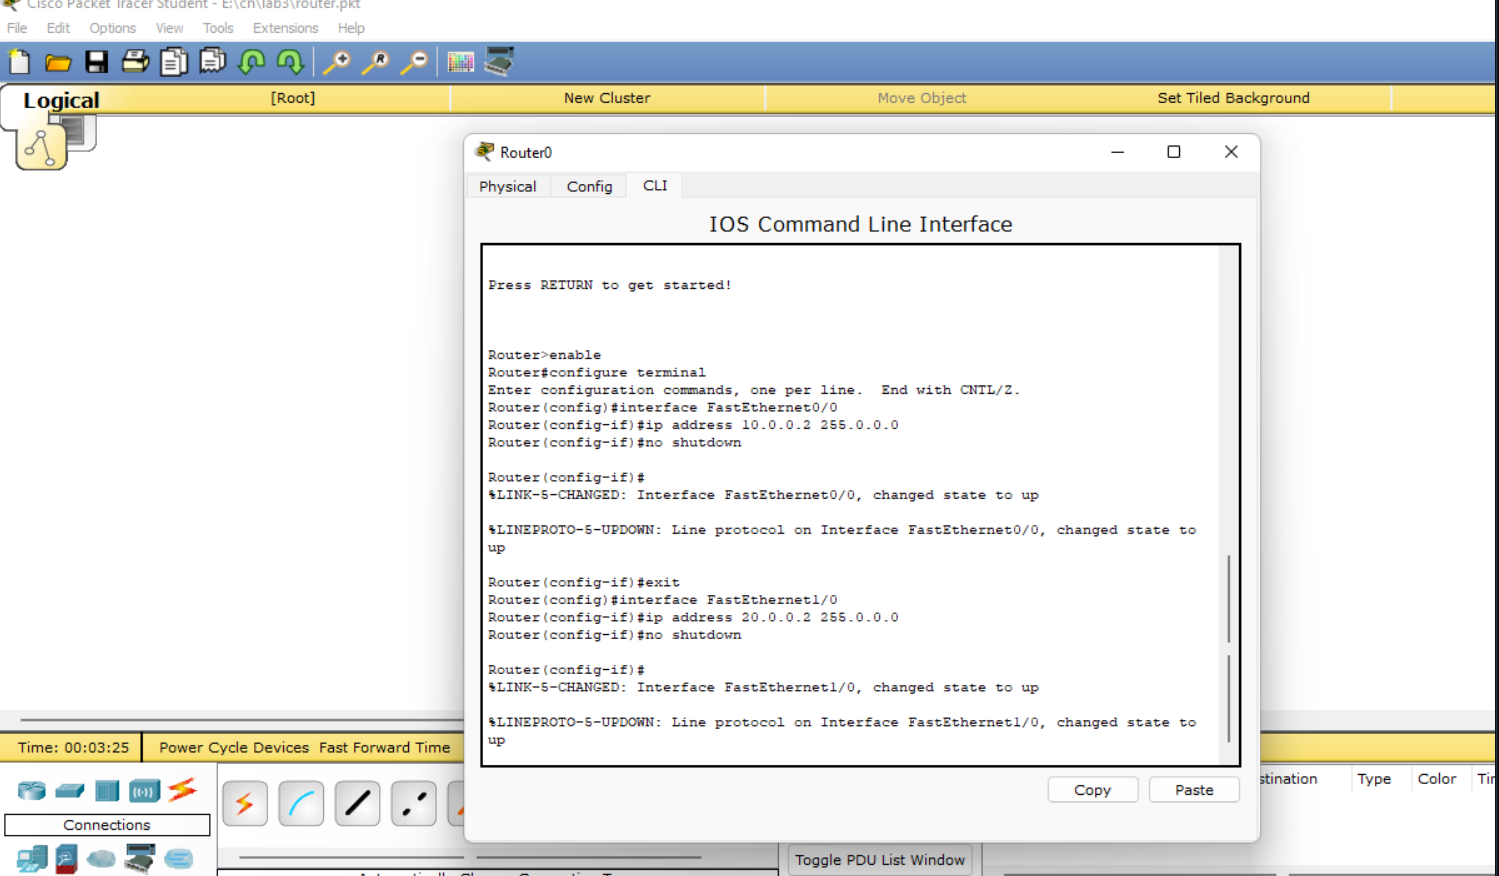 Cisco Packet Tracer Student - E:\cn\lab3\router.pkt
File Edit Options View Tools Extensions Help
Logical [Root] New Cluster Move Object Set Tiled Background
Router0
Physical Config CLI
IOS Command Line Interface
Press RETURN to get started!
Router>enable
Router#configure terminal
Enter configuration commands, one per line.  End with CNTL/Z.
Router(config)#interface FastEthernet0/0
Router(config-if)#ip address 10.0.0.2 255.0.0.0
Router(config-if)#no shutdown
Router(config-if)#
%LINK-5-CHANGED: Interface FastEthernet0/0, changed state to up
%LINEPROTO-5-UPDOWN: Line protocol on Interface FastEthernet0/0, changed state to
up
Router(config-if)#exit
Router(config)#interface FastEthernet1/0
Router(config-if)#ip address 20.0.0.2 255.0.0.0
Router(config-if)#no shutdown
Router(config-if)#
%LINK-5-CHANGED: Interface FastEthernet1/0, changed state to up
%LINEPROTO-5-UPDOWN: Line protocol on Interface FastEthernet1/0, changed state to
up
Time: 00:03:25 Power Cycle Devices Fast Forward Time
Copy Paste
stination Type Color Tir
Connections
Toggle PDU List Window